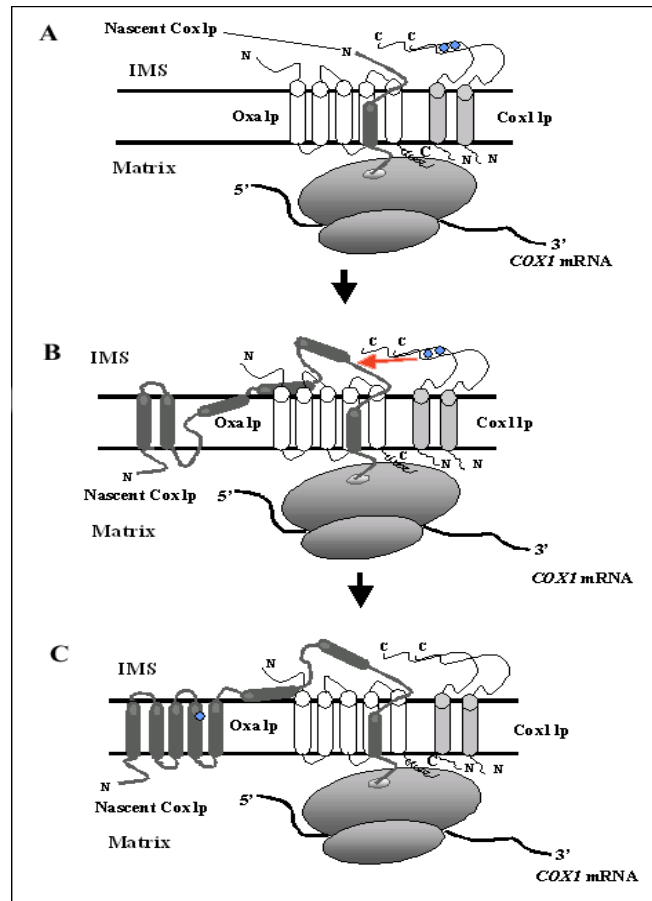 A
Nascent Cox1p
N
N
C
C
IMS
Oxa1p
Cox11p
C
N
N
Matrix
5’
3’
COX1 mRNA
B
IMS
C
C
N
Oxa1p
Cox11p
N
C
N
N
Nascent Cox1p
5’
Matrix
3’
COX1 mRNA
C
IMS
C
C
N
Oxa1p
Cox11p
N
C
N
N
Nascent Cox1p
5’
Matrix
3’
COX1 mRNA